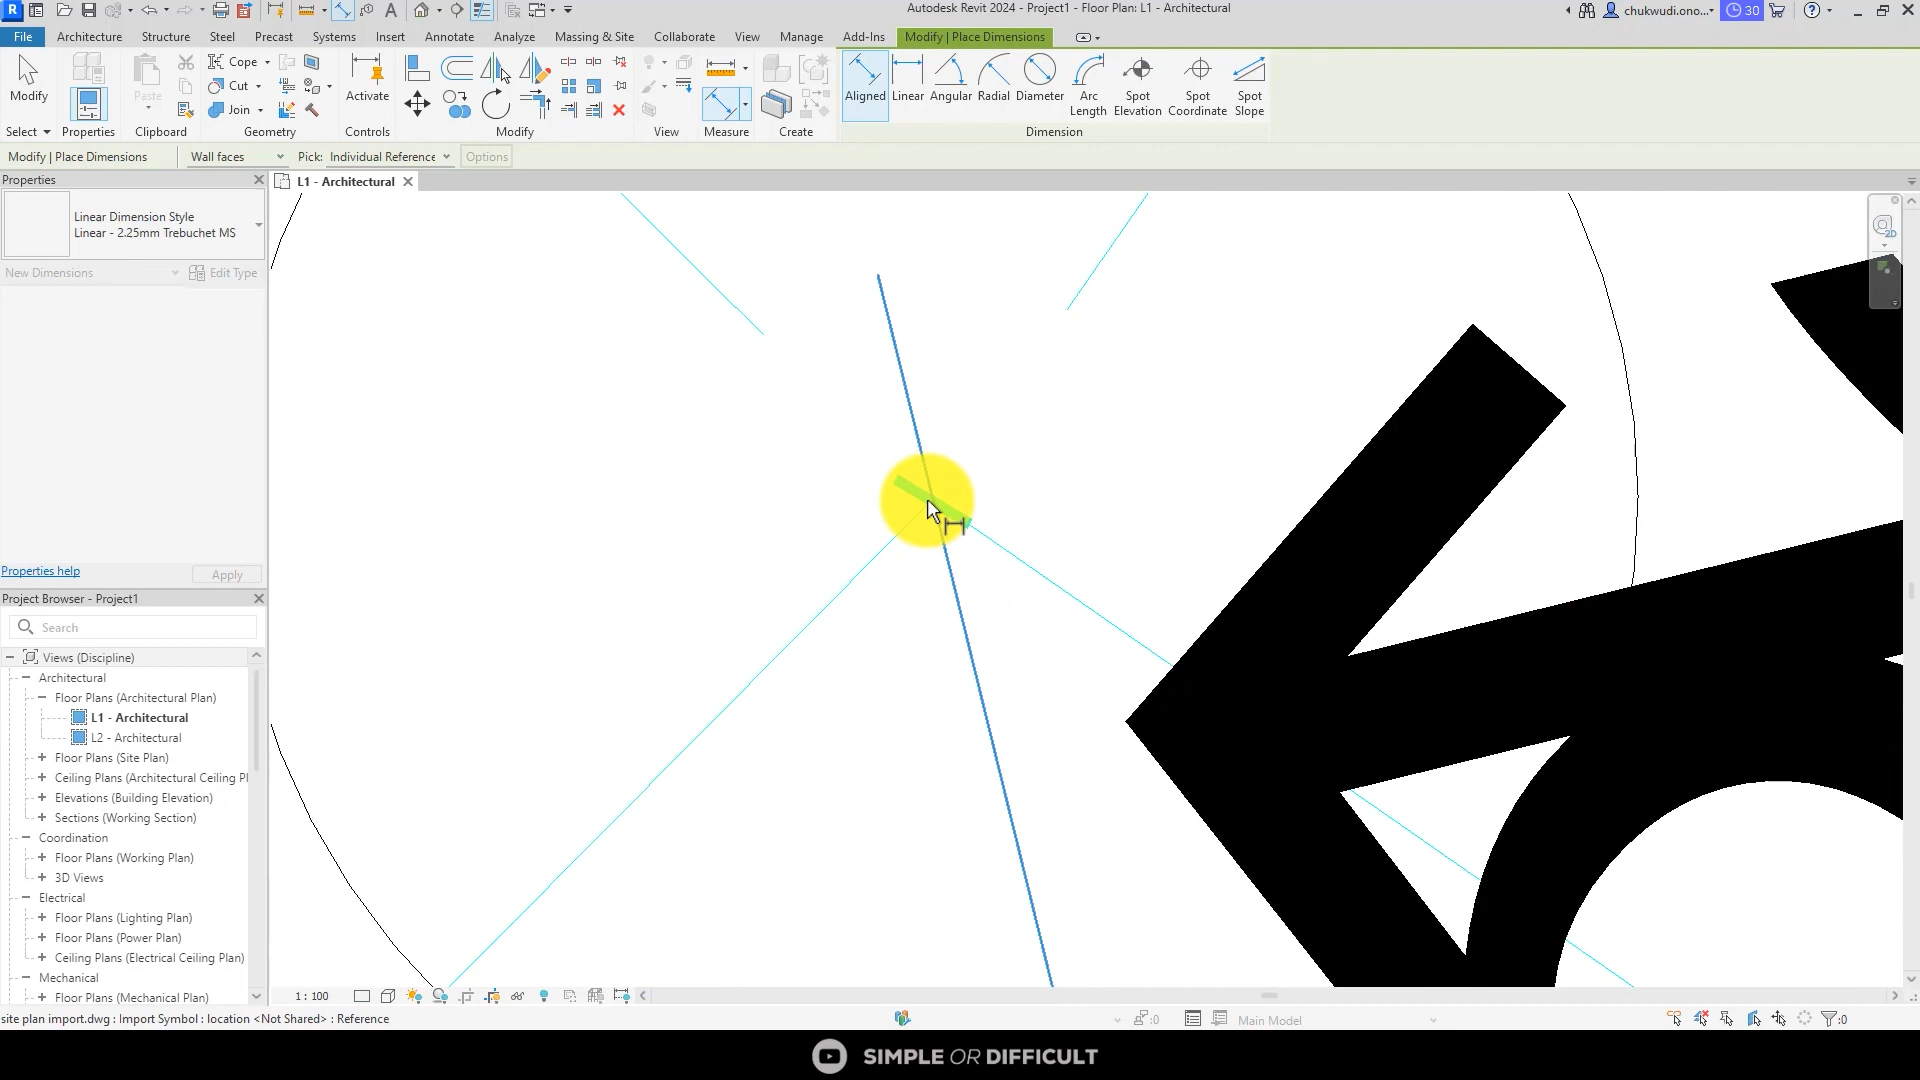 Autodesk Revit 2024 - Project1 - Floor Plan: L1 - Architectural
chukwudi.ono...
30
File
Architecture
Structure
Steel
Precast
Systems
Insert
Annotate
Analyze
Massing & Site
Collaborate
View
Manage
Add-Ins
Modify | Place Dimensions
Modify
Paste
Cope
Cut
Join
Activate
Aligned
Linear
Angular
Radial
Diameter
Arc
Length
Spot
Elevation
Spot
Coordinate
Spot
Slope
Select
Properties
Clipboard
Geometry
Controls
Modify
View
Measure
Create
Dimension
Modify | Place Dimensions
Wall faces
Pick:
Individual Reference
Options
Properties
L1 - Architectural
Linear Dimension Style
Linear - 2.25mm Trebuchet MS
New Dimensions
Edit Type
2D
Properties help
Apply
Project Browser - Project1
Search
Views (Discipline)
Architectural
Floor Plans (Architectural Plan)
L1 - Architectural
L2 - Architectural
Floor Plans (Site Plan)
Ceiling Plans (Architectural Ceiling Pl
Elevations (Building Elevation)
Sections (Working Section)
Coordination
Floor Plans (Working Plan)
3D Views
Electrical
Floor Plans (Lighting Plan)
Floor Plans (Power Plan)
Ceiling Plans (Electrical Ceiling Plan)
Mechanical
Floor Plans (Mechanical Plan)
1 : 100
site plan import.dwg : Import Symbol : location <Not Shared> : Reference
:0
Main Model
:0
SIMPLE OR DIFFICULT